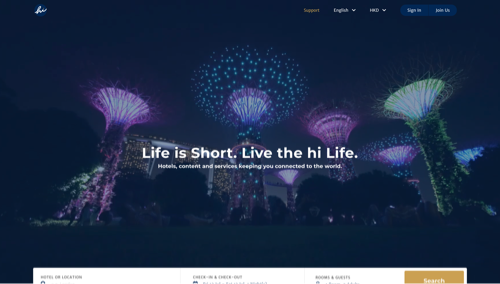 hi
Support
English
HKD
Sign In
Join Us
Life is Short. Live the hi Life.
Hotels, content and services keeping you connected to the world.
HOTEL OR LOCATION
CHECK-IN & CHECK-OUT
ROOMS & GUESTS
Search